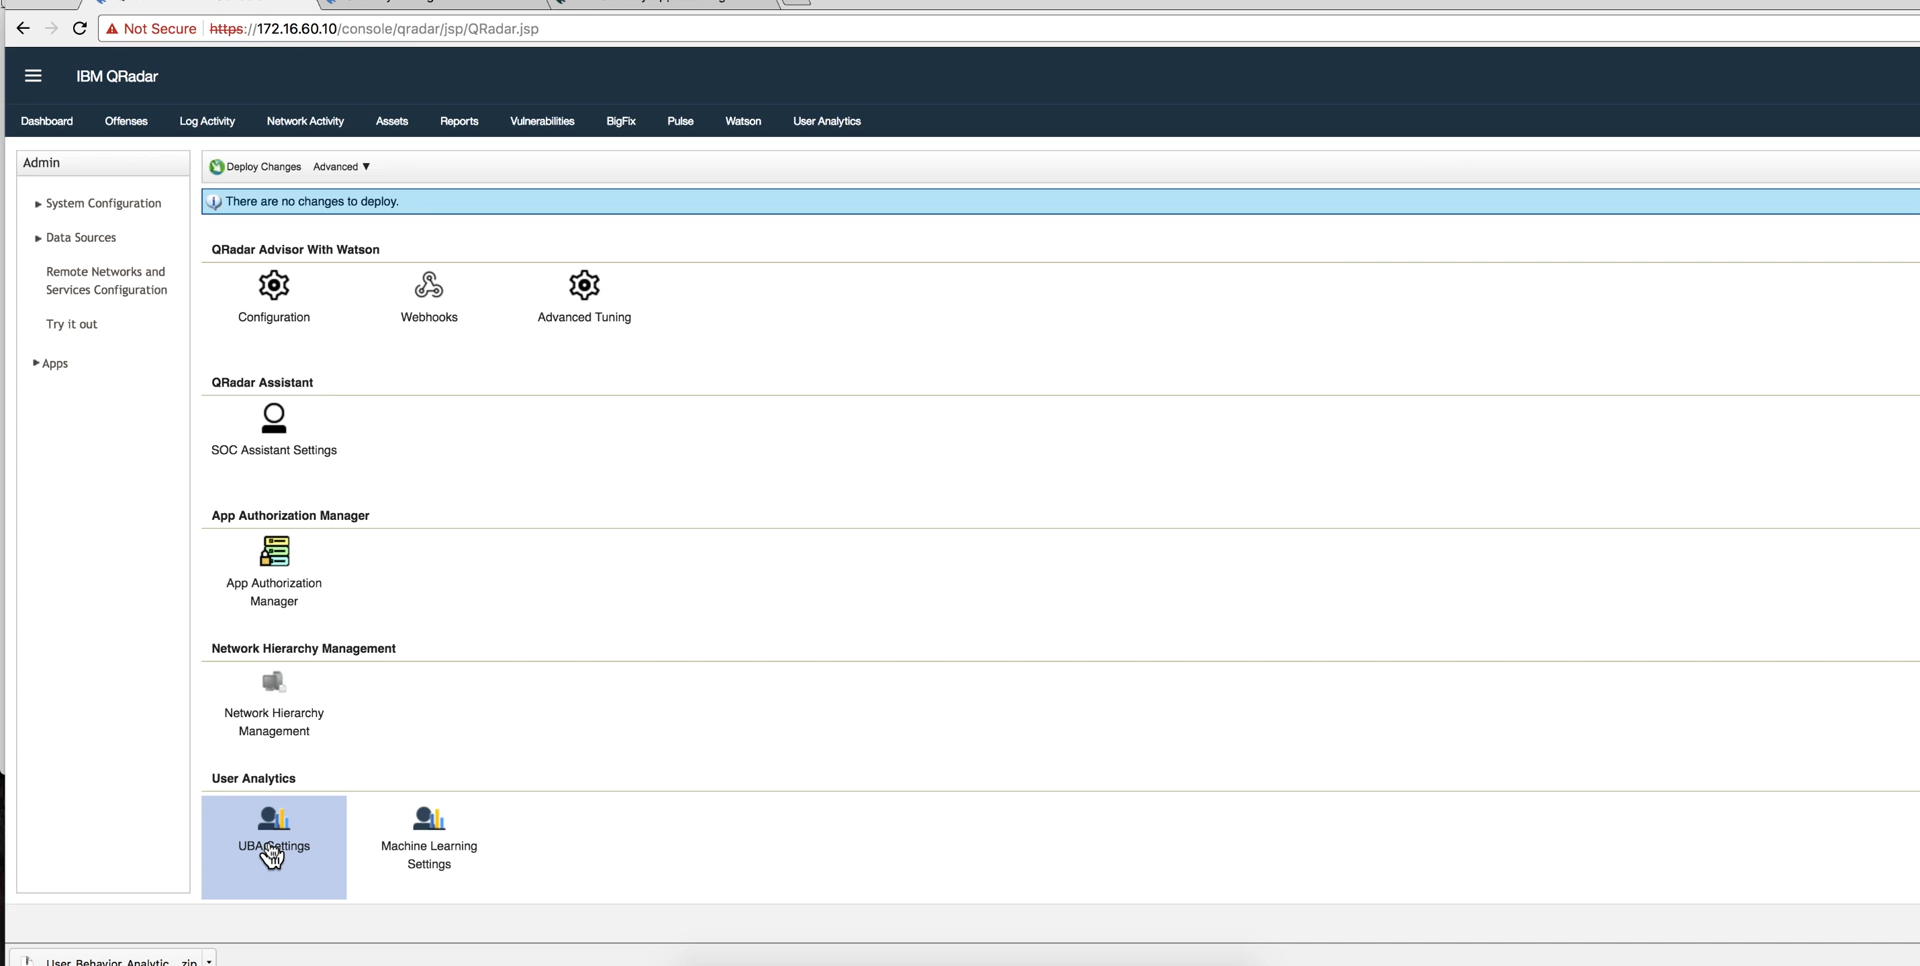 Not Secure https://172.16.60.10/console/qradar/jsp/QRadar.jsp
IBM QRadar
Dashboard Offenses Log Activity Network Activity Assets Reports Vulnerabilities BigFix Pulse Watson User Analytics
Admin
Deploy Changes Advanced ▼
There are no changes to deploy.
System Configuration
Data Sources
Remote Networks and
Services Configuration
Try it out
Apps
QRadar Advisor With Watson
Configuration Webhooks Advanced Tuning
QRadar Assistant
SOC Assistant Settings
App Authorization Manager
App Authorization
Manager
Network Hierarchy Management
Network Hierarchy
Management
User Analytics
UBA Settings
Machine Learning
Settings
User Behavior Analytic....zip